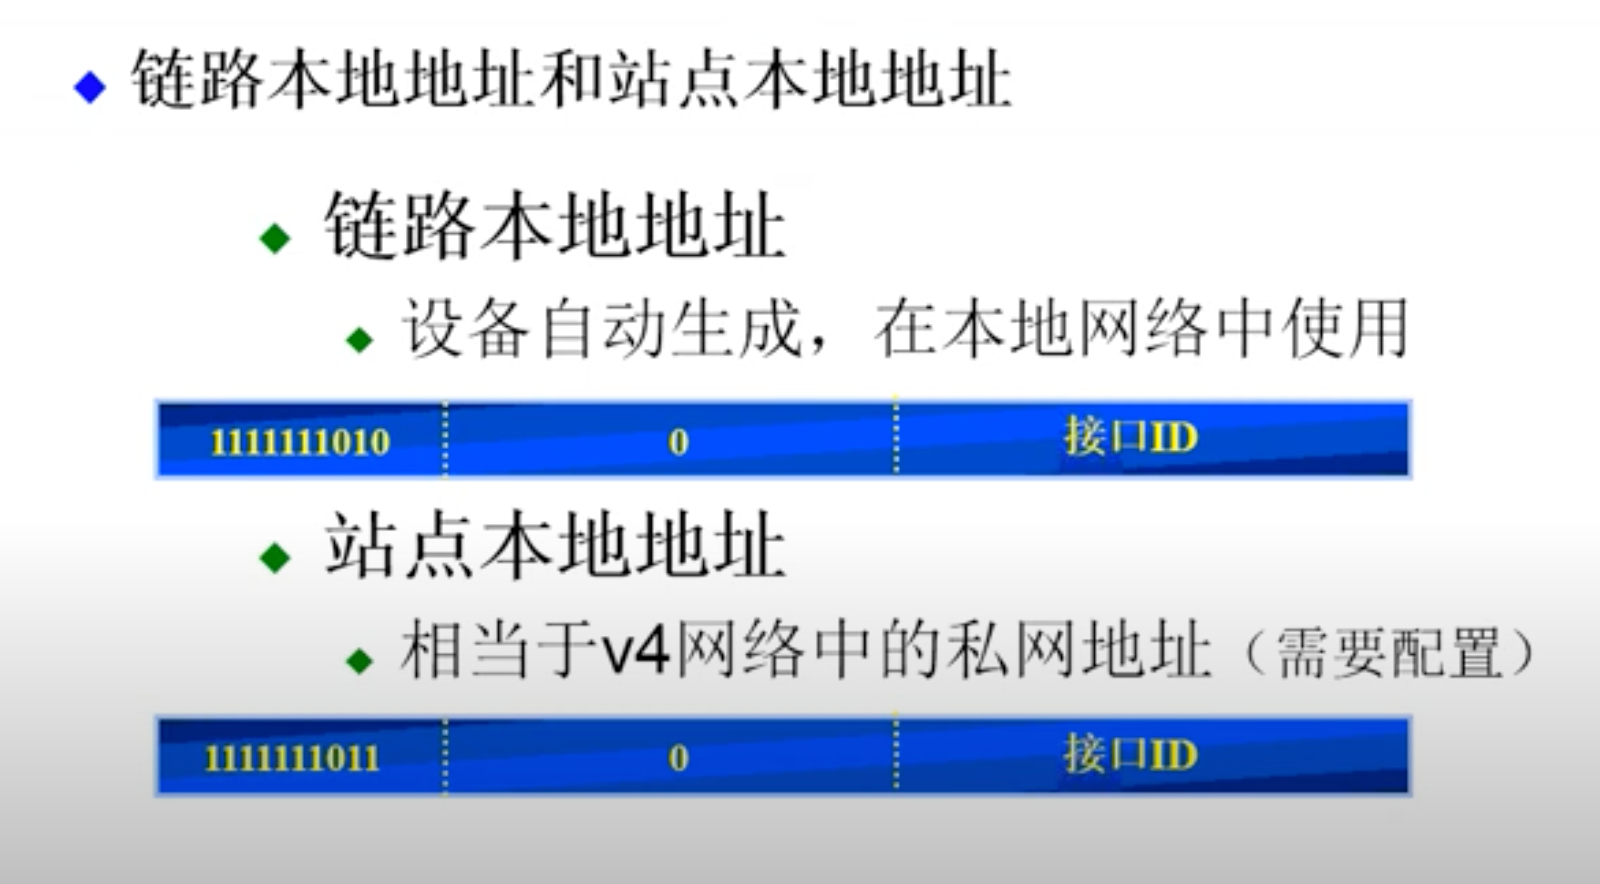 链路本地地址和站点本地地址
链路本地地址
设备自动生成，在本地网络中使用
1111111010 0 接口ID
站点本地地址
相当于v4网络中的私网地址（需要配置）
1111111011 0 接口ID